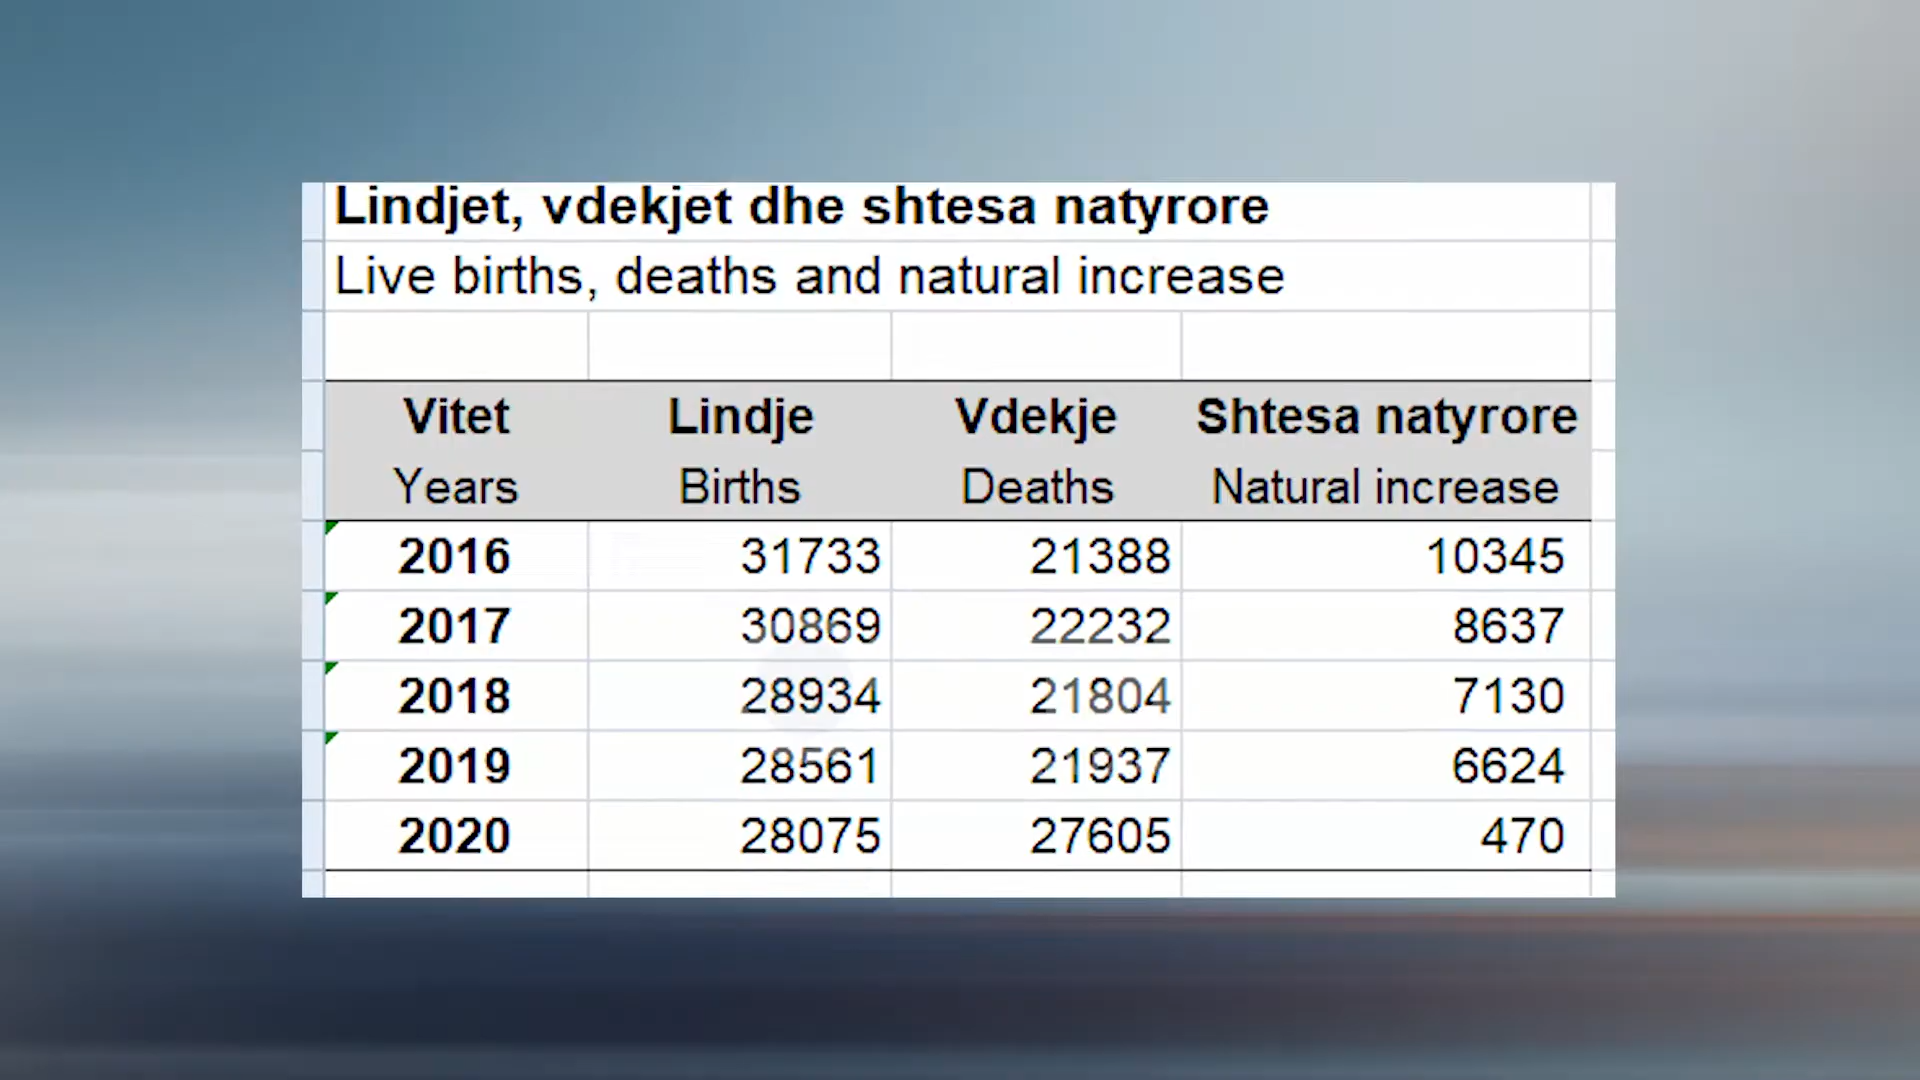 Lindjet, vdekjet dhe shtesa natyrore
Live births, deaths and natural increase
Vitet Lindje Vdekje Shtesa natyrore
Years Births Deaths Natural increase
2016 31733 21388 10345
2017 30869 22232 8637
2018 28934 21804 7130
2019 28561 21937 6624
2020 28075 27605 470